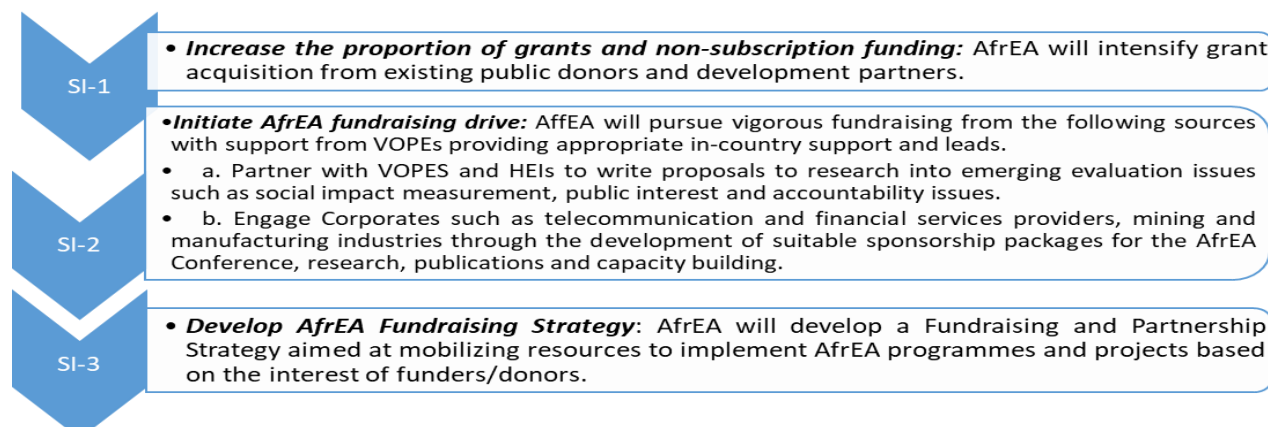 SI-1
• Increase the proportion of grants and non-subscription funding: AfrEA will intensify grant
acquisition from existing public donors and development partners.
SI-2
•Initiate AfrEA fundraising drive: AffEA will pursue vigorous fundraising from the following sources
with support from VOPEs providing appropriate in-country support and leads.
• a. Partner with VOPES and HEIs to write proposals to research into emerging evaluation issues
such as social impact measurement, public interest and accountability issues.
• b. Engage Corporates such as telecommunication and financial services providers, mining and
manufacturing industries through the development of suitable sponsorship packages for the AfrEA
Conference, research, publications and capacity building.
SI-3
• Develop AfrEA Fundraising Strategy: AfrEA will develop a Fundraising and Partnership
Strategy aimed at mobilizing resources to implement AfrEA programmes and projects based
on the interest of funders/donors.